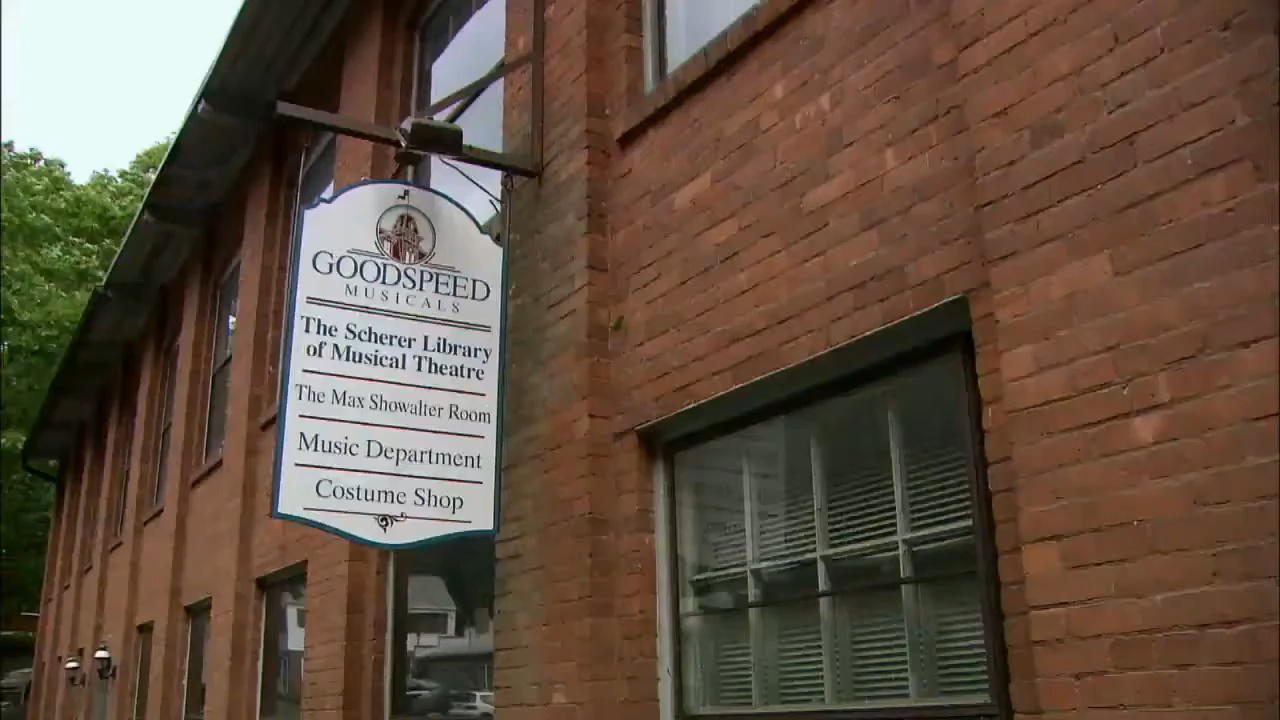 GOODSPEED
MUSICALS
The Scherer Library
of Musical Theatre
The Max Showalter Room
Music Department
Costume Shop